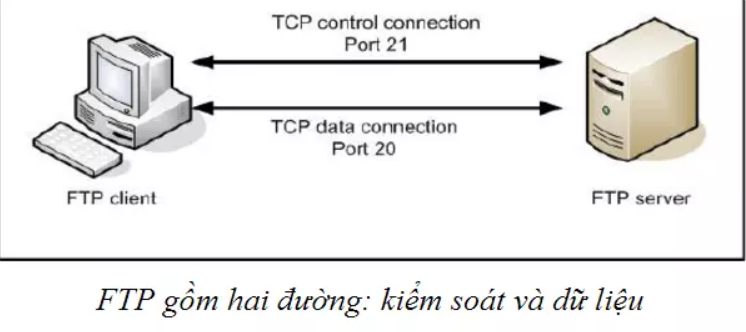 TCP control connection
Port 21
TCP data connection
Port 20
FTP client
FTP server
FTP gồm hai đường: kiểm soát và dữ liệu